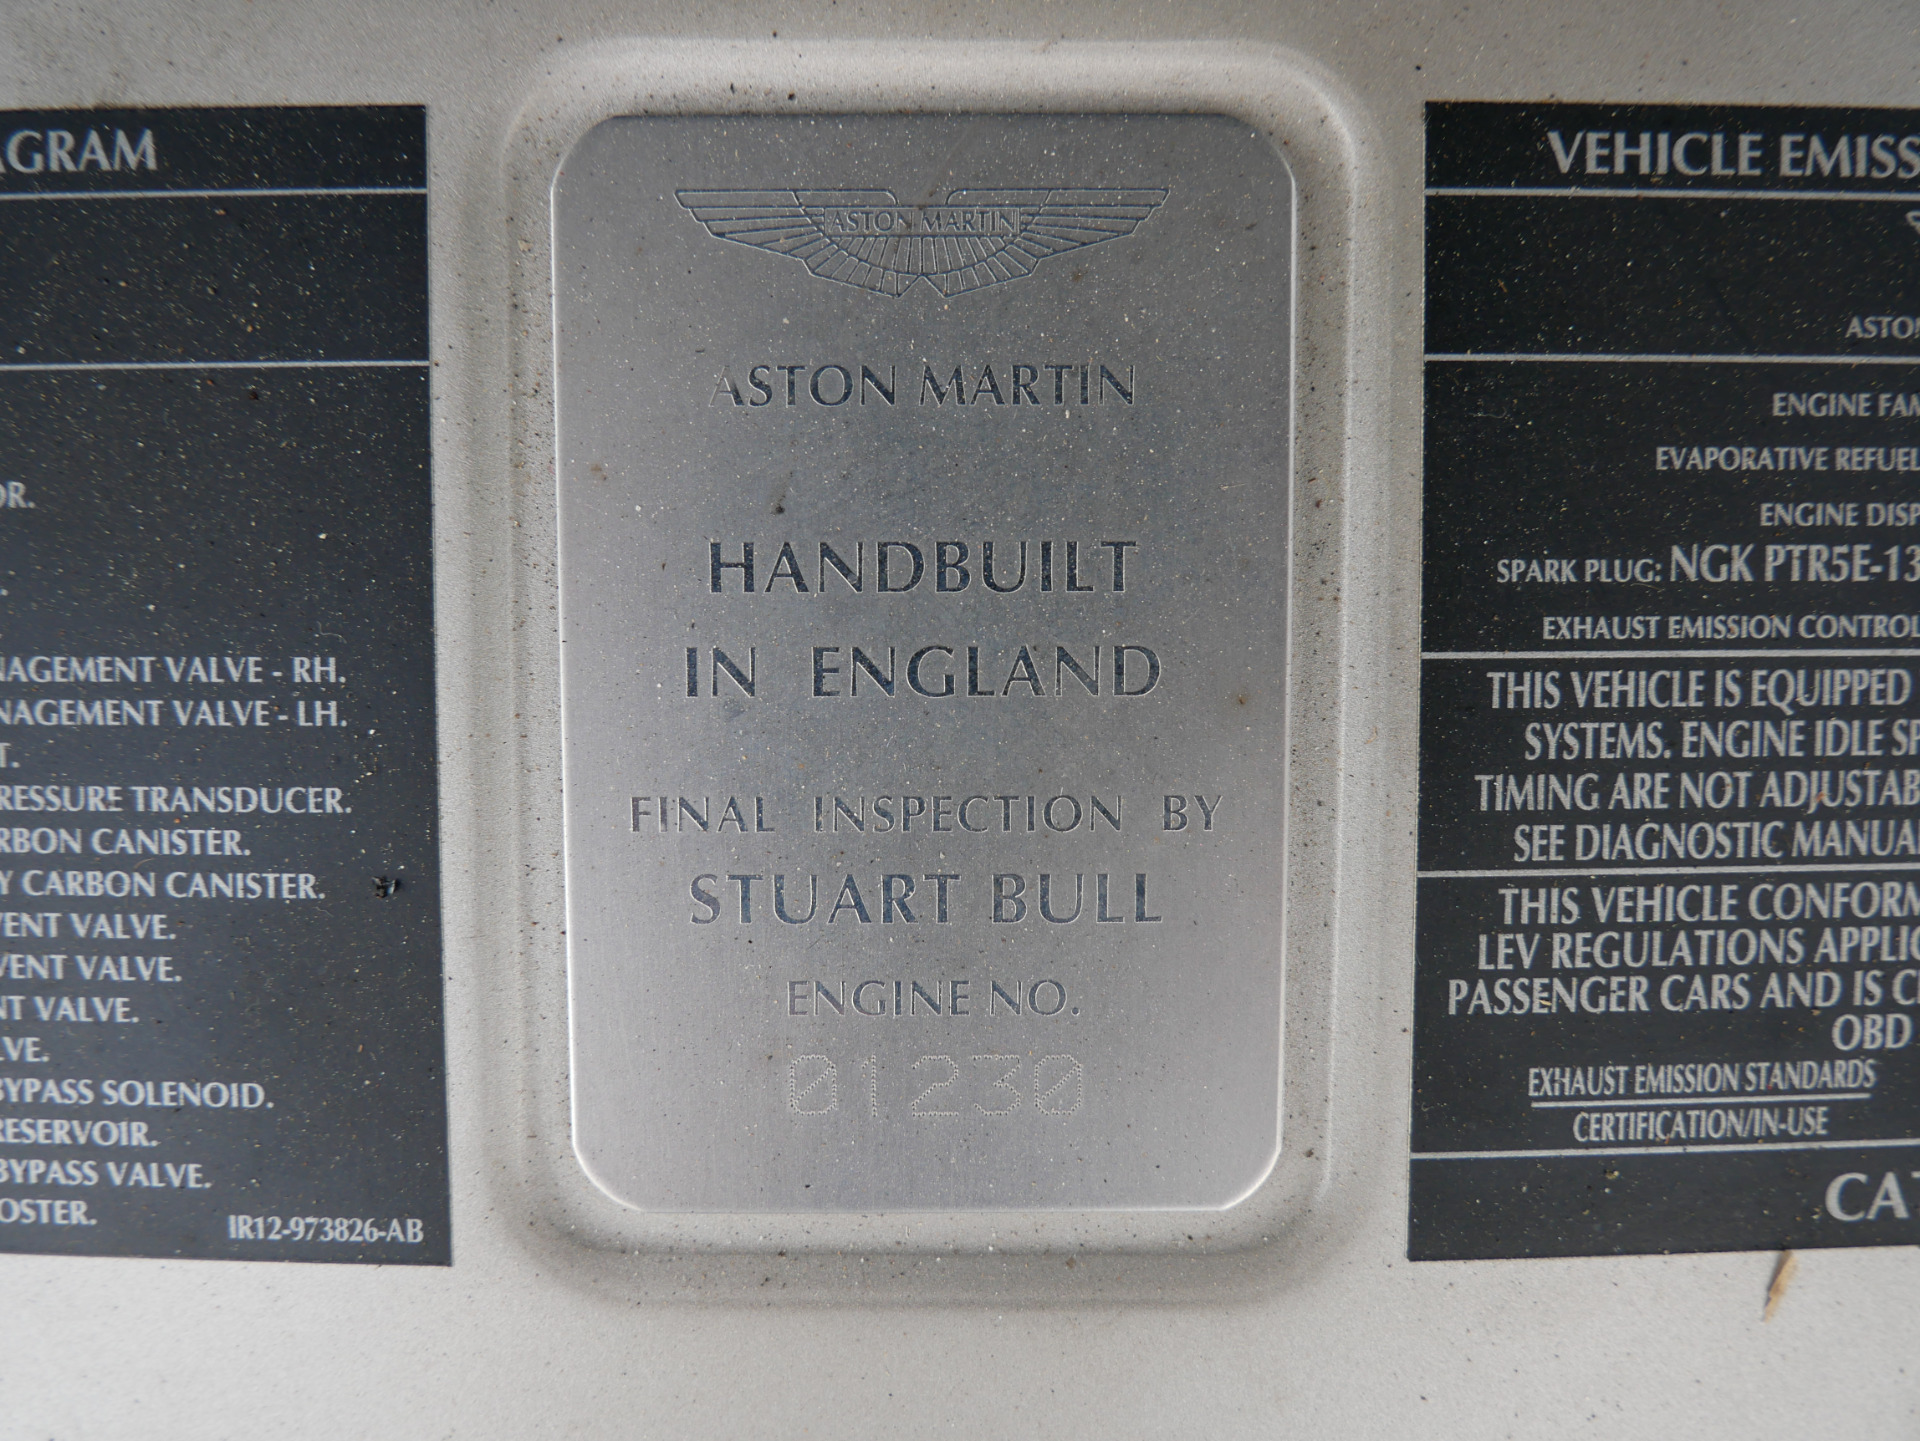 AGRAM
OR.
NAGEMENT VALVE - RH.
NAGEMENT VALVE - LH.
T.
RESSURE TRANSDUCER.
RBON CANISTER.
Y CARBON CANISTER.
VENT VALVE.
VENT VALVE.
NT VALVE.
LVE.
BYPASS SOLENOID.
RESERVOIR.
BYPASS VALVE.
OSTER.
IR12-973826-AB
ASTON MARTIN
ASTON MARTIN
HANDBUILT
IN ENGLAND
FINAL INSPECTION BY
STUART BULL
ENGINE NO.
01230
VEHICLE EMISS
ASTO
ENGINE FAM
EVAPORATIVE REFUEL
ENGINE DISP
SPARK PLUG: NGK PTR5E-13
EXHAUST EMISSION CONTROL
THIS VEHICLE IS EQUIPPED
SYSTEMS. ENGINE IDLE SP
TIMING ARE NOT ADJUSTAB
SEE DIAGNOSTIC MANUAL
THIS VEHICLE CONFORM
LEV REGULATIONS APPLIC
PASSENGER CARS AND IS CE
OBD
EXHAUST EMISSION STANDARDS
CERTIFICATION/IN-USE
CAT